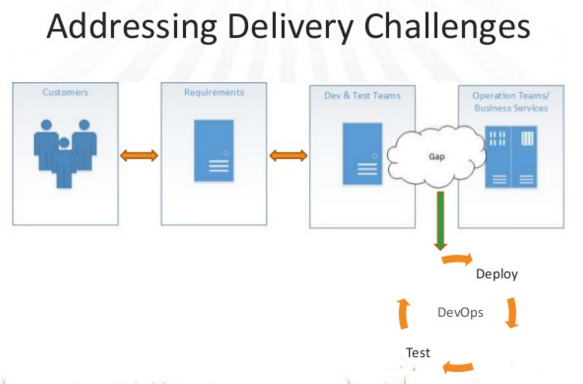 Addressing Delivery Challenges
Customers
Requirements
Dev & Test Teams
Operation Teams/
Business Services
Gap
Deploy
DevOps
Test